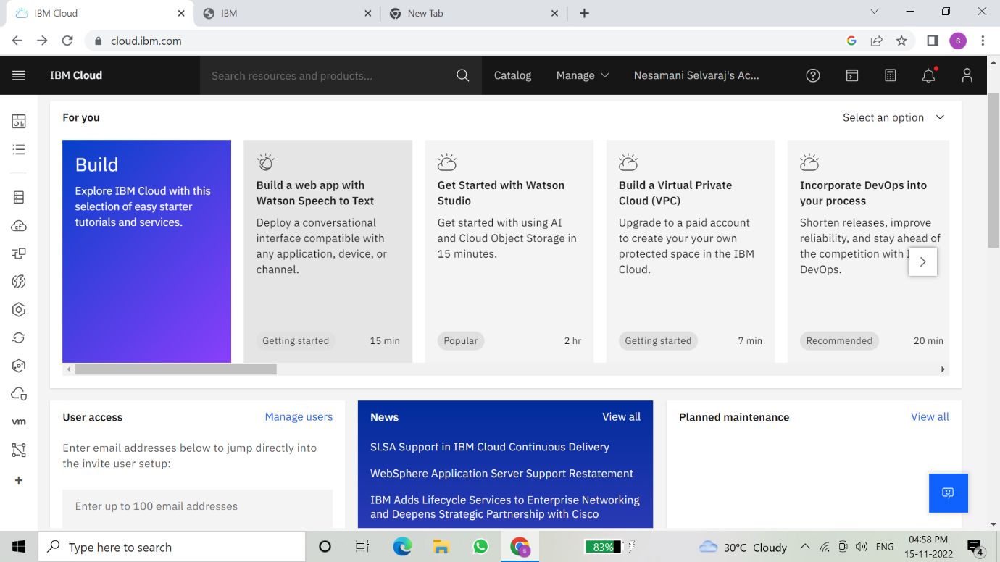 IBM Cloud
IBM
New Tab
cloud.ibm.com
S
IBM Cloud
Search resources and products...
Catalog
Manage
Nesamani Selvaraj's Ac...
For you
Select an option
Build
Explore IBM Cloud with this
selection of easy starter
tutorials and services.
Build a web app with
Watson Speech to Text
Deploy a conversational
interface compatible with
any application, device, or
channel.
Getting started
15 min
Get Started with Watson
Studio
Get started with using AI
and Cloud Object Storage in
15 minutes.
Popular
2 hr
Build a Virtual Private
Cloud (VPC)
Upgrade to a paid account
to create your your own
protected space in the IBM
Cloud.
Getting started
7 min
Incorporate DevOps into
your process
Shorten releases, improve
reliability, and stay ahead of
the competition with
DevOps.
Recommended
20 min
vm
User access
Manage users
Enter email addresses below to jump directly into
the invite user setup:
Enter up to 100 email addresses
News
View all
SLSA Support in IBM Cloud Continuous Delivery
WebSphere Application Server Support Restatement
IBM Adds Lifecycle Services to Enterprise Networking
and Deepens Strategic Partnership with Cisco
Planned maintenance
View all
Type here to search
83%
30°C Cloudy
ENG
04:58 PM
15-11-2022
4